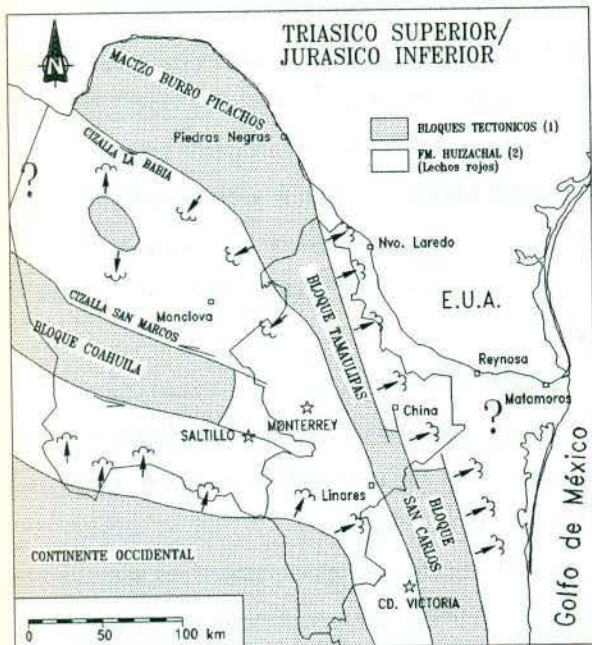 TRIASICO SUPERIOR/
JURASICO INFERIOR
N
MACIZO BURRO PICACHOS
BLOQUES TECTONICOS (1)
FM. HUIZACHAL (2)
(Lechos rojos)
Piedras Negras
CIZALLA LA BABIA
?
Nvo. Laredo
E.U.A.
BLOQUE TAMAULIPAS
Monclova
CIZALLA SAN MARCOS
BLOQUE COAHUILA
Reynosa
Matamoros
China
?
MONTERREY
SALTILLO
Linares
BLOQUE
SAN CARLOS
CONTINENTE OCCIDENTAL
CD. VICTORIA
Golfo de México
0 50 100 km